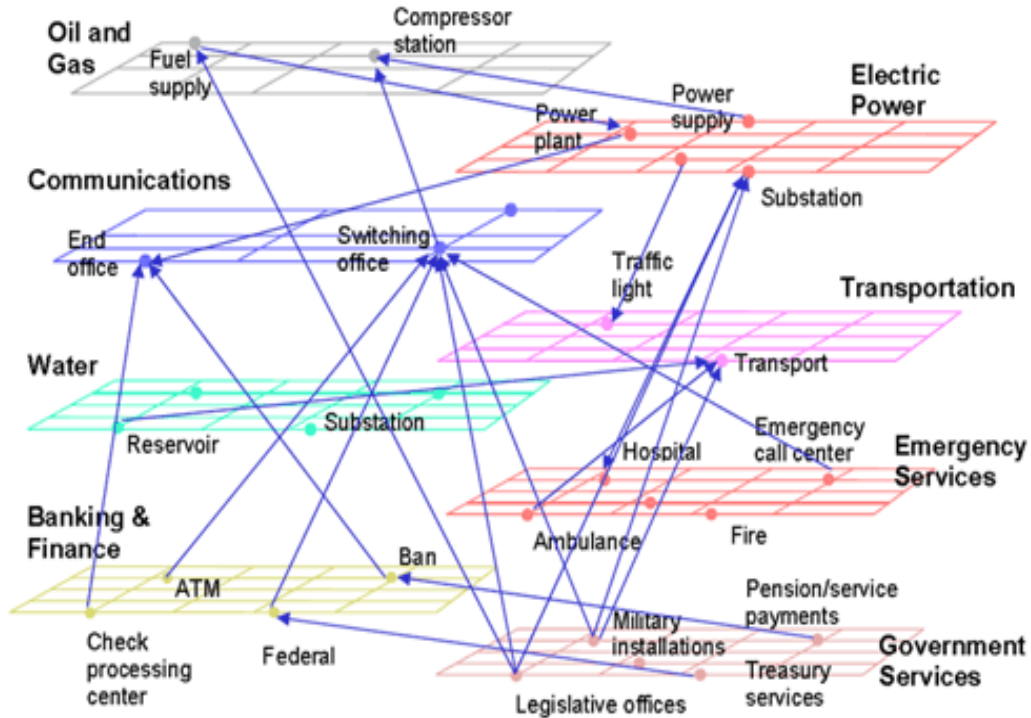 Oil and
Gas
Fuel
supply
Compressor
station
Electric
Power
Power
supply
Power
plant
Substation
Communications
End
office
Switching
office
Traffic
light
Transportation
Transport
Water
Reservoir
Substation
Hospital
Emergency
call center
Emergency
Services
Ambulance
Fire
Banking &
Finance
ATM
Ban
Check
processing
center
Federal
Pension/service
payments
Military
installations
Government
Services
Legislative offices
Treasury
services